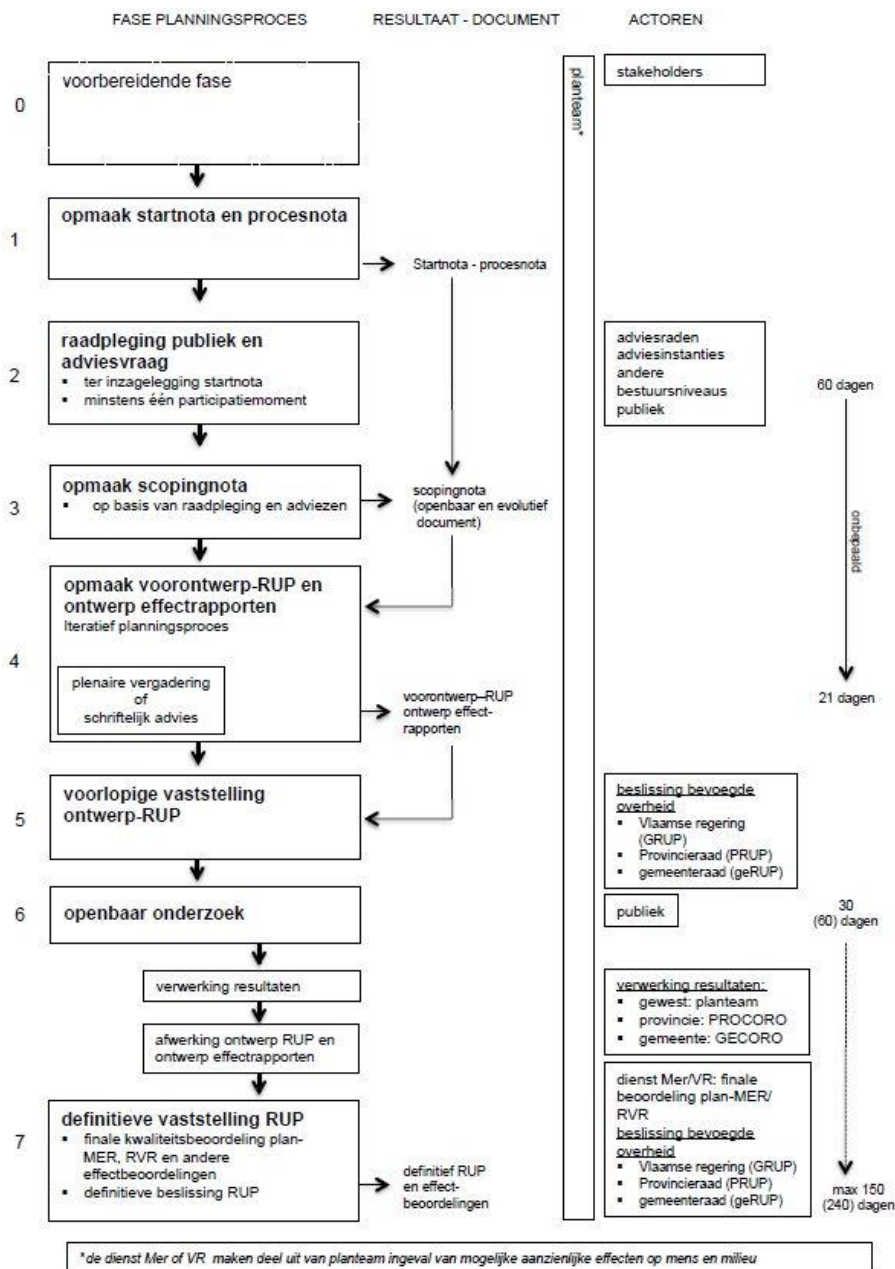 FASE PLANNINGSPROCES
RESULTAAT - DOCUMENT
ACTOREN
0
voorbereidende fase
planteam*
stakeholders
1
opmaak startnota en procesnota
Startnota - procesnota
2
raadpleging publiek en
adviesvraag
▪ ter inzagelegging startnota
▪ minstens één participatiemoment
adviesraden
adviesinstanties
andere
bestuursniveaus
publiek
60 dagen
3
opmaak scopingnota
▪ op basis van raadpleging en adviezen
scopingnota
(openbaar en evolutief
document)
onbepaald
4
opmaak voorontwerp-RUP en
ontwerp effectrapporten
Iteratief planningsproces
plenaire vergadering
of
schriftelijk advies
voorontwerp–RUP
ontwerp effect-
rapporten
21 dagen
5
voorlopige vaststelling
ontwerp-RUP
beslissing bevoegde
overheid
▪ Vlaamse regering
(GRUP)
▪ Provincieraad (PRUP)
▪ gemeenteraad (geRUP)
6
openbaar onderzoek
publiek
30
(60) dagen
verwerking resultaten
verwerking resultaten:
▪ gewest: planteam
▪ provincie: PROCORO
▪ gemeente: GECORO
afwerking ontwerp RUP en
ontwerp effectrapporten
7
definitieve vaststelling RUP
▪ finale kwaliteitsbeoordeling plan-
MER, RVR en andere
effectbeoordelingen
▪ definitieve beslissing RUP
definitief RUP
en effect-
beoordelingen
dienst Mer/VR: finale
beoordeling plan-MER/
RVR
beslissing bevoegde
overheid
▪ Vlaamse regering (GRUP)
▪ Provincieraad (PRUP)
▪ gemeenteraad (geRUP)
max 150
(240) dagen
*de dienst Mer of VR maken deel uit van planteam ingeval van mogelijke aanzienlijke effecten op mens en milieu